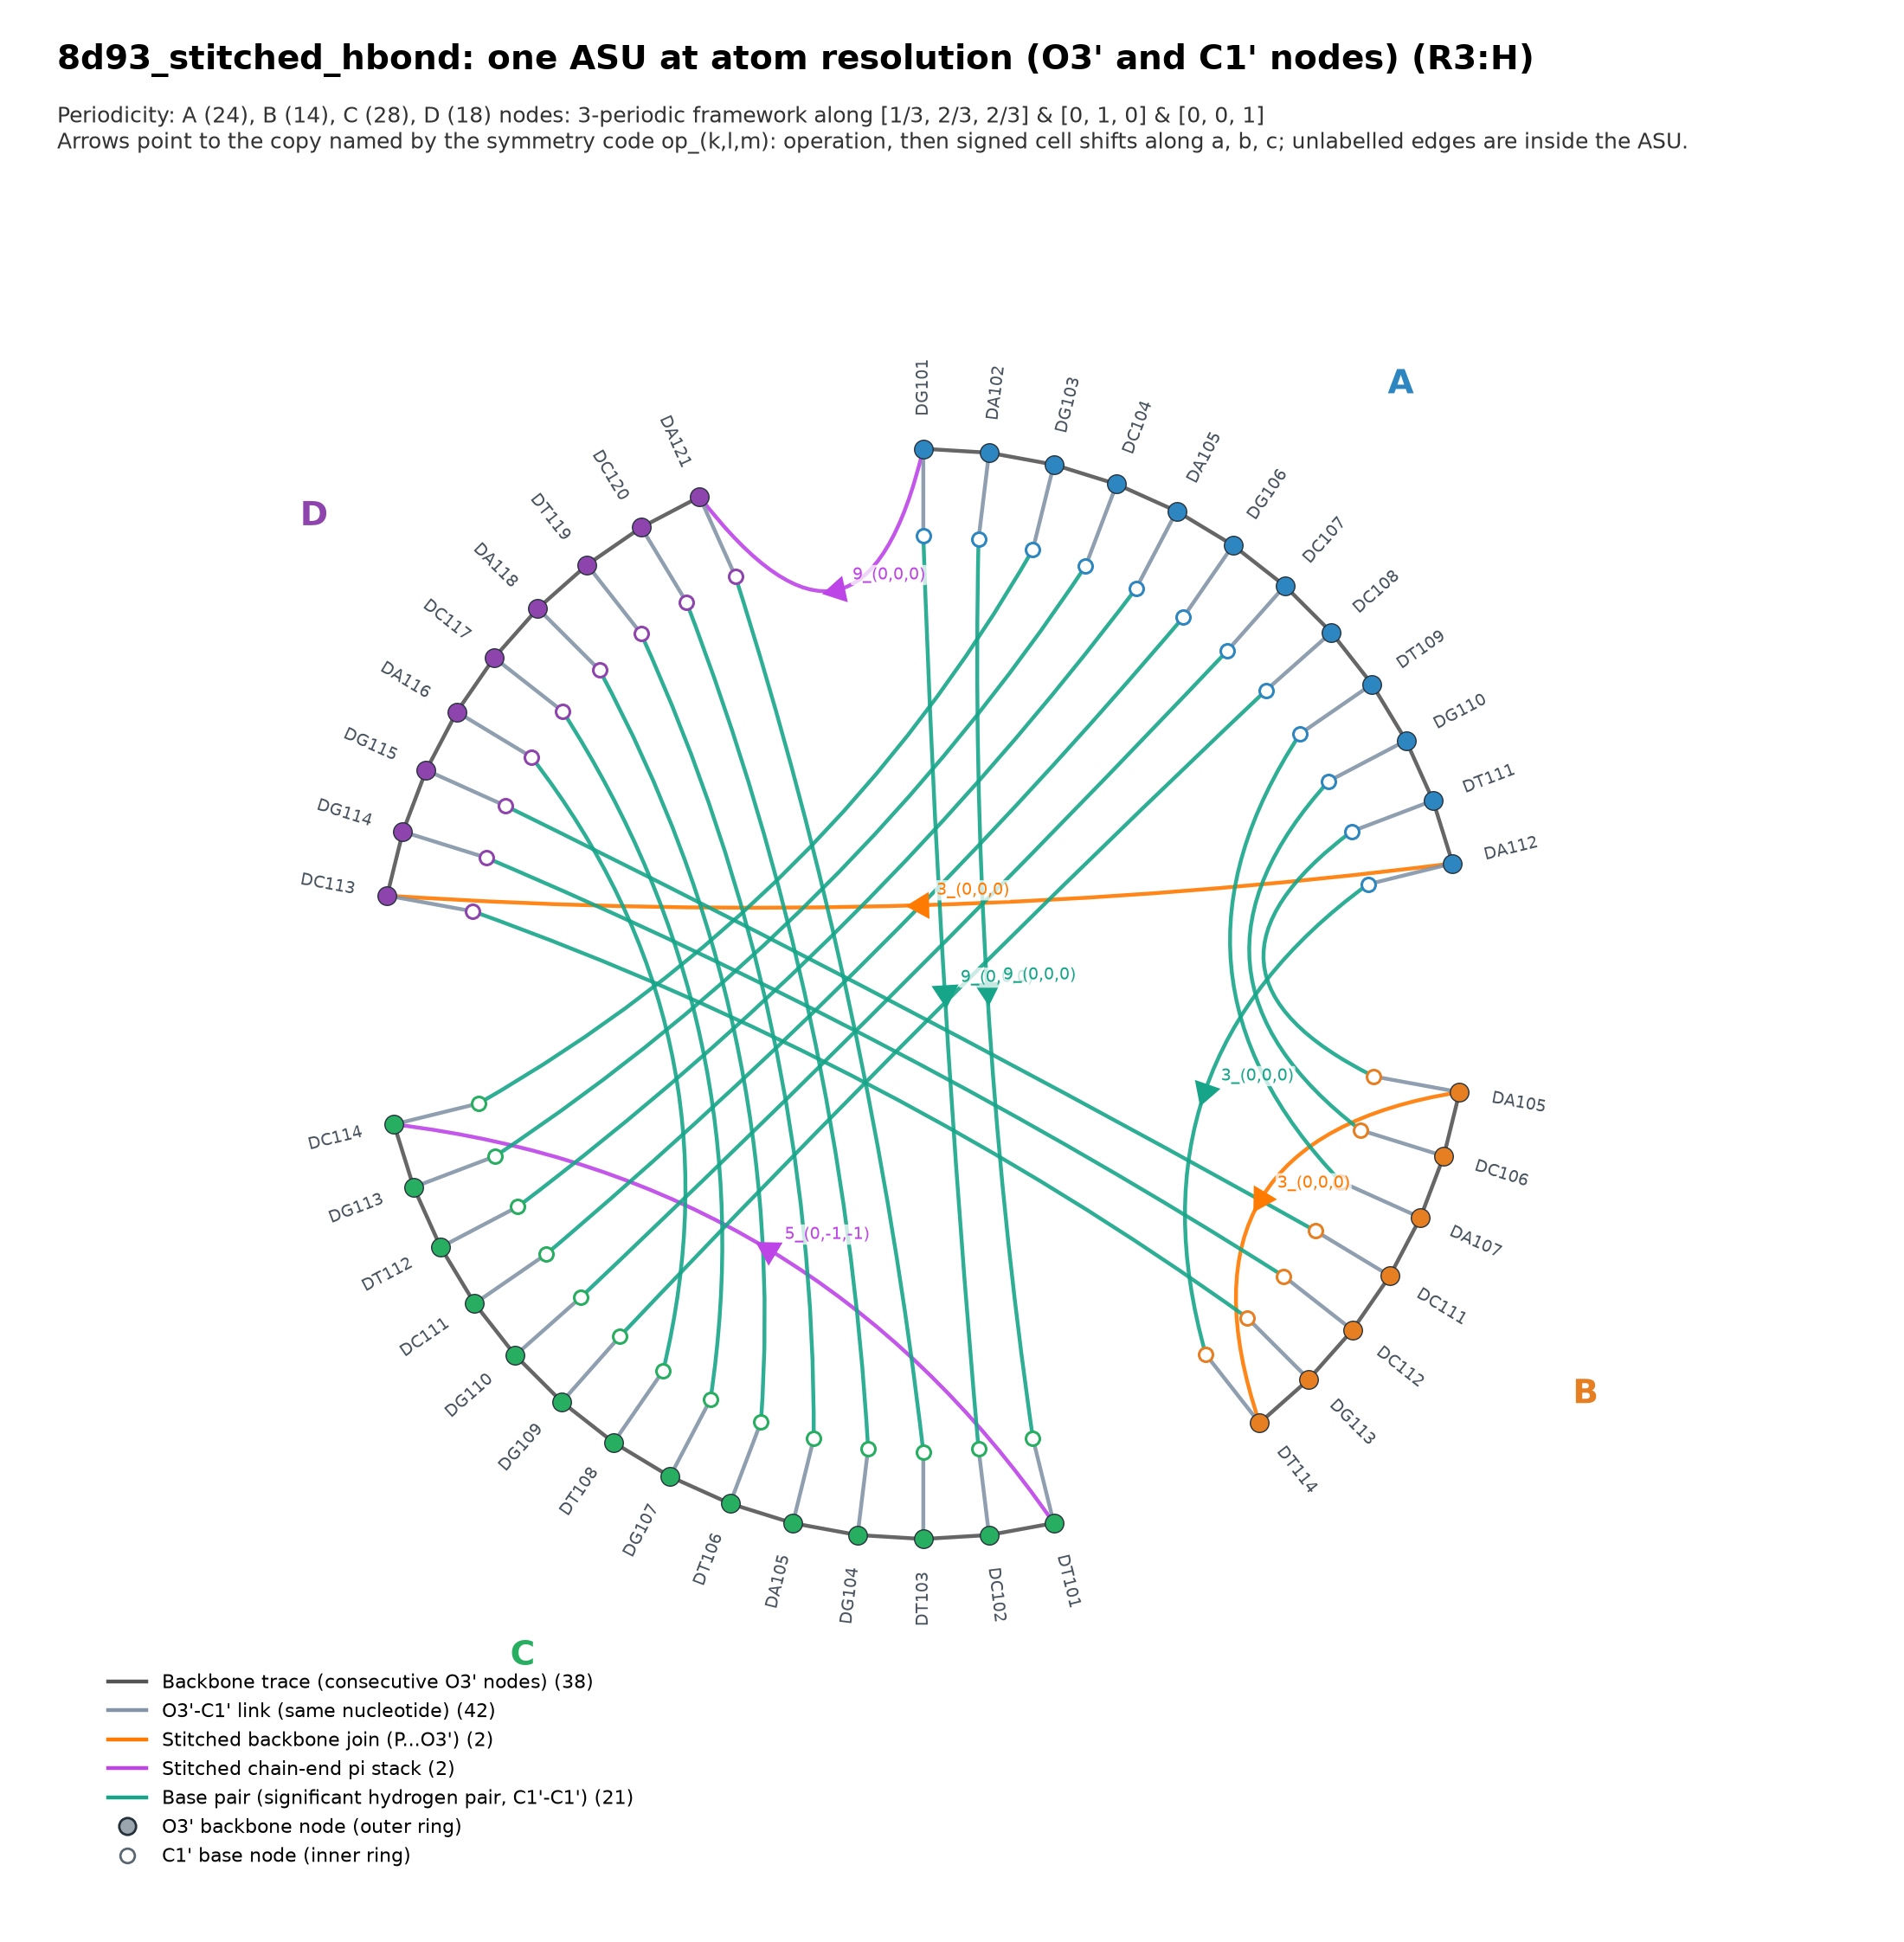 8d93_stitched_hbond: one ASU at atom resolution (O3' and C1' nodes) (R3:H)
Periodicity: A (24), B (14), C (28), D (18) nodes: 3-periodic framework along [1/3, 2/3, 2/3] & [0, 1, 0] & [0, 0, 1]
Arrows point to the copy named by the symmetry code op_(k,l,m): operation, then signed cell shifts along a, b, c; unlabelled edges are inside the ASU.
A
DG101
DA102
DG103
DC104
DA105
DG106
DC107
DC108
DT109
DG110
DT111
DA112
B
DA105
DC106
DA107
DC111
DC112
DG113
DT114
C
DT101
DC102
DT103
DG104
DA105
DT106
DG107
DT108
DG109
DG110
DC111
DT112
DG113
DC114
D
DC113
DG114
DG115
DA116
DC117
DA118
DT119
DC120
DA121
9_(0,0,0)
3_(0,0,0)
9_(0,0,0)
3_(0,0,0)
3_(0,0,0)
5_(0,-1,-1)
Backbone trace (consecutive O3' nodes) (38)
O3'-C1' link (same nucleotide) (42)
Stitched backbone join (P...O3') (2)
Stitched chain-end pi stack (2)
Base pair (significant hydrogen pair, C1'-C1') (21)
O3' backbone node (outer ring)
C1' base node (inner ring)